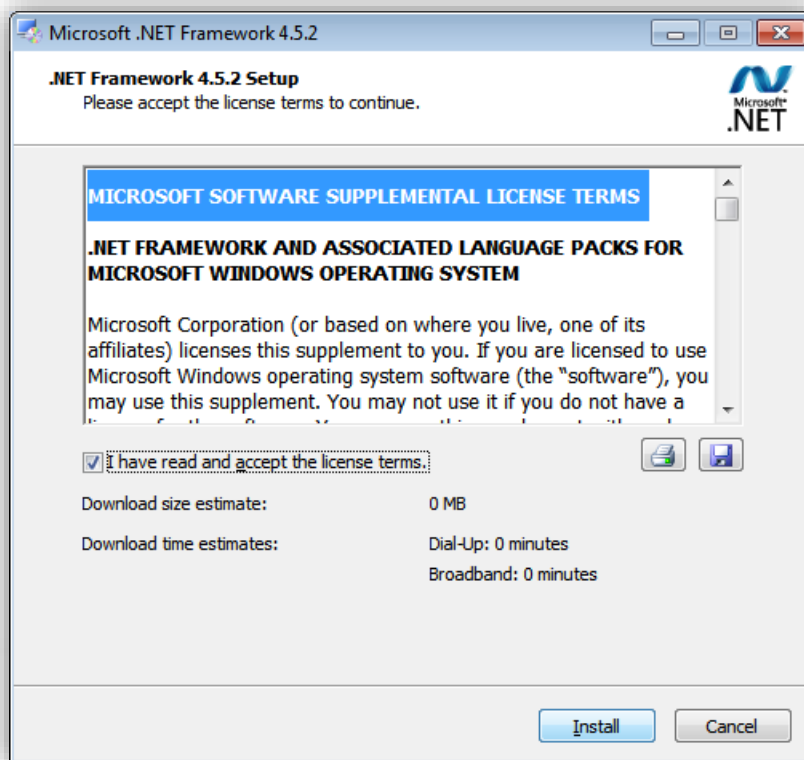 Microsoft .NET Framework 4.5.2
.NET Framework 4.5.2 Setup
Please accept the license terms to continue.
Microsoft®
.NET
MICROSOFT SOFTWARE SUPPLEMENTAL LICENSE TERMS
.NET FRAMEWORK AND ASSOCIATED LANGUAGE PACKS FOR
MICROSOFT WINDOWS OPERATING SYSTEM
Microsoft Corporation (or based on where you live, one of its
affiliates) licenses this supplement to you. If you are licensed to use
Microsoft Windows operating system software (the “software”), you
may use this supplement. You may not use it if you do not have a
I have read and accept the license terms.
Download size estimate: 0 MB
Download time estimates: Dial-Up: 0 minutes
Broadband: 0 minutes
Install Cancel